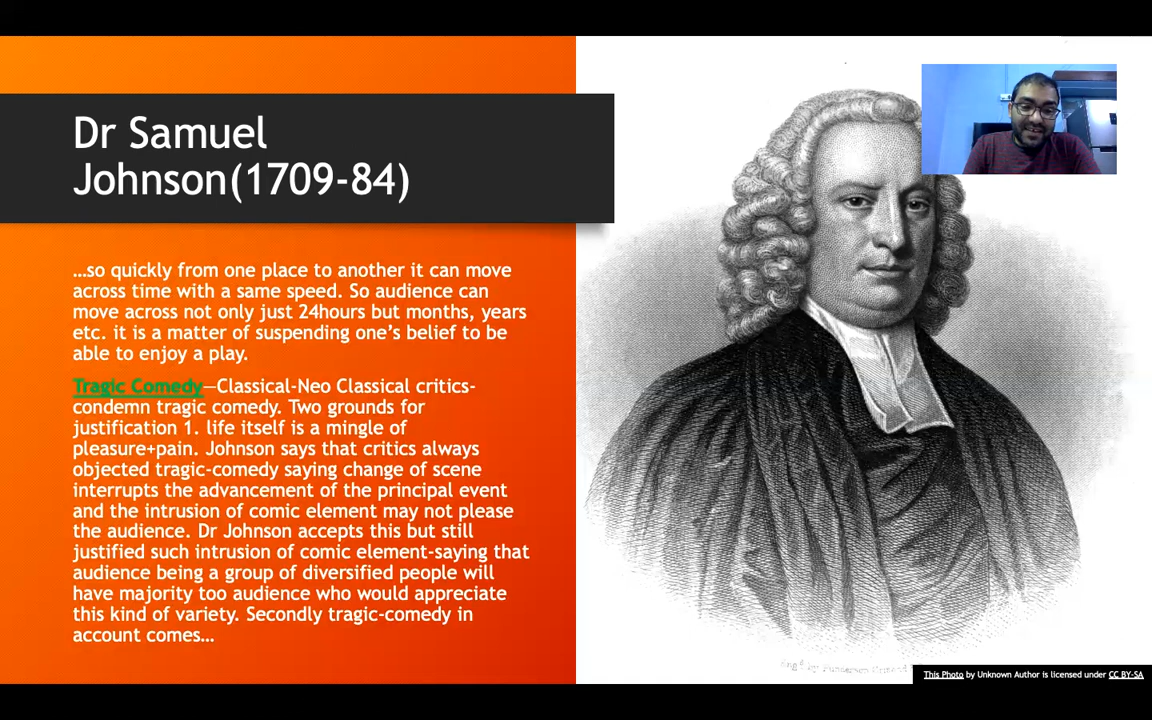 Dr Samuel
Johnson(1709-84)
…so quickly from one place to another it can move
across time with a same speed. So audience can
move across not only just 24hours but months, years
etc. it is a matter of suspending one's belief to be
able to enjoy a play.
Tragic Comedy—Classical-Neo Classical critics-
condemn tragic comedy. Two grounds for
justification 1. life itself is a mingle of
pleasure+pain. Johnson says that critics always
objected tragic-comedy saying change of scene
interrupts the advancement of the principal event
and the intrusion of comic element may not please
the audience. Dr Johnson accepts this but still
justified such intrusion of comic element-saying that
audience being a group of diversified people will
have majority too audience who would appreciate
this kind of variety. Secondly tragic-comedy in
account comes…
This Photo by Unknown Author is licensed under CC BY-SA